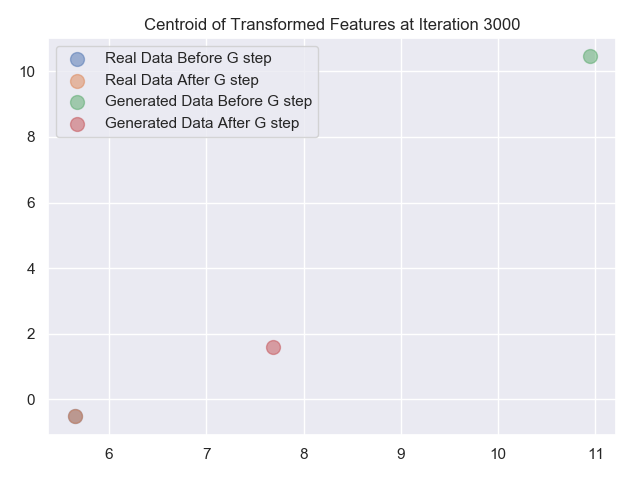 Centroid of Transformed Features at Iteration 3000
Real Data Before G step
Real Data After G step
Generated Data Before G step
Generated Data After G step
10
8
6
4
2
0
6 7 8 9 10 11